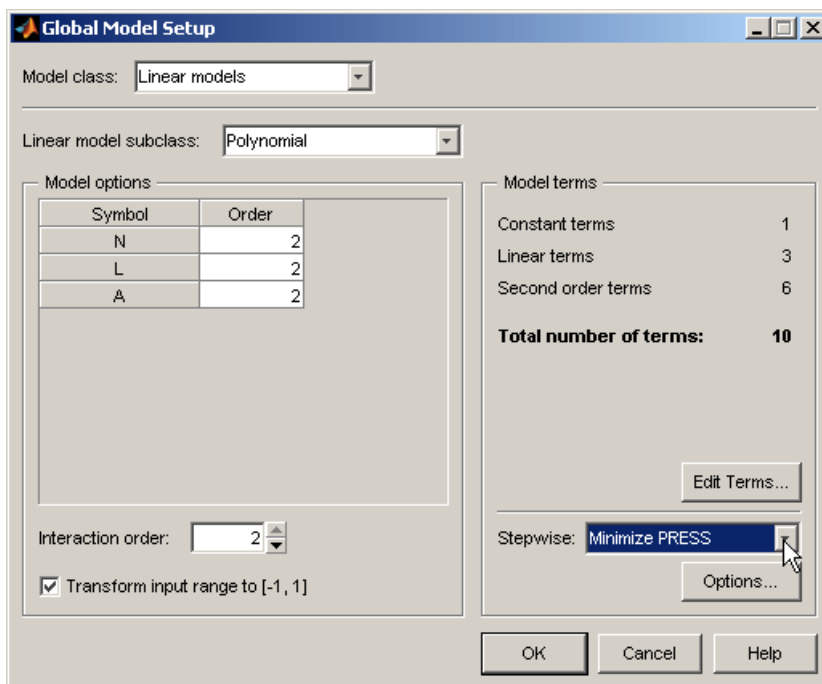 Global Model Setup
Model class: Linear models
Linear model subclass: Polynomial
Model options
Symbol Order
N 2
L 2
A 2
Interaction order: 2
Transform input range to [-1, 1]
Model terms
Constant terms 1
Linear terms 3
Second order terms 6
Total number of terms: 10
Edit Terms...
Stepwise: Minimize PRESS
Options...
OK Cancel Help